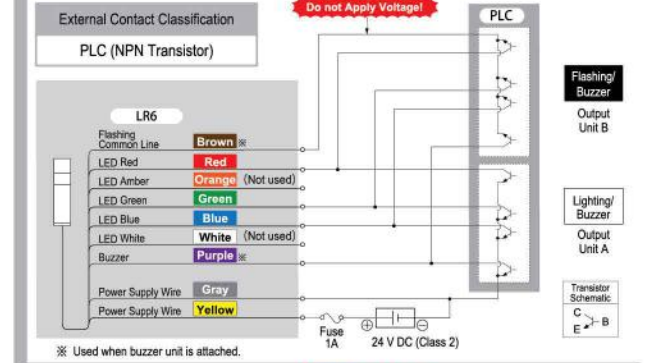 External Contact Classification
PLC (NPN Transistor)
Do not Apply Voltage!
PLC
Flashing/
Buzzer
Output
Unit B
LR6
Flashing
Common Line
Brown ※
LED Red
Red
LED Amber
Orange (Not used)
LED Green
Green
LED Blue
Blue
LED White
White (Not used)
Buzzer
Purple ※
Power Supply Wire
Gray
Power Supply Wire
Yellow
Lighting/
Buzzer
Output
Unit A
Fuse
1A
⊕ ⊖
24 V DC (Class 2)
Transistor
Schematic
C
E
B
※ Used when buzzer unit is attached.